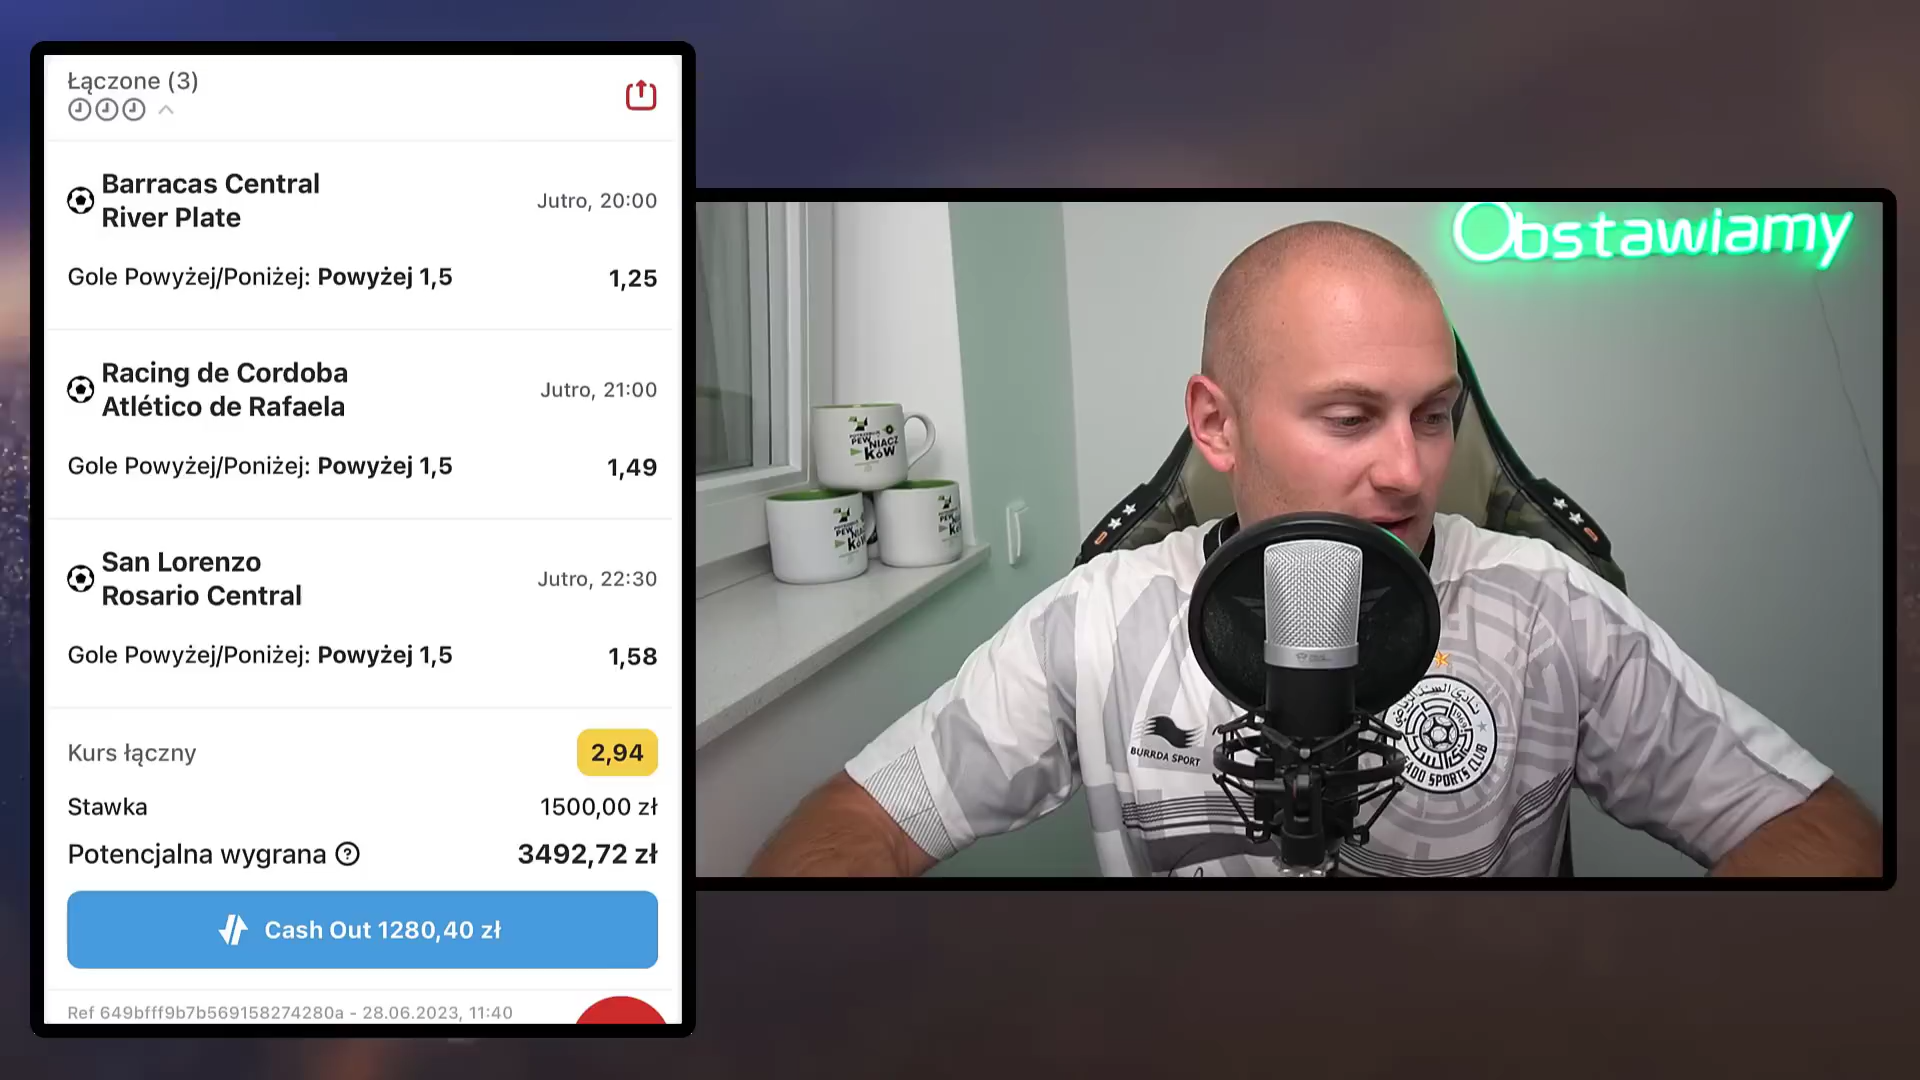 Łączone (3)
Barracas Central
River Plate
Jutro, 20:00
Gole Powyżej/Poniżej: Powyżej 1,5
1,25
Racing de Cordoba
Atlético de Rafaela
Jutro, 21:00
Gole Powyżej/Poniżej: Powyżej 1,5
1,49
San Lorenzo
Rosario Central
Jutro, 22:30
Gole Powyżej/Poniżej: Powyżej 1,5
1,58
Kurs łączny
2,94
Stawka
1500,00 zł
Potencjalna wygrana ?
3492,72 zł
Cash Out 1280,40 zł
Ref 649bfff9b7b569158274280a - 28.06.2023, 11:40
Obstawiamy
PEW
NIACZ
KÓW
BURRDA SPORT
1969
SPORTS CLUB